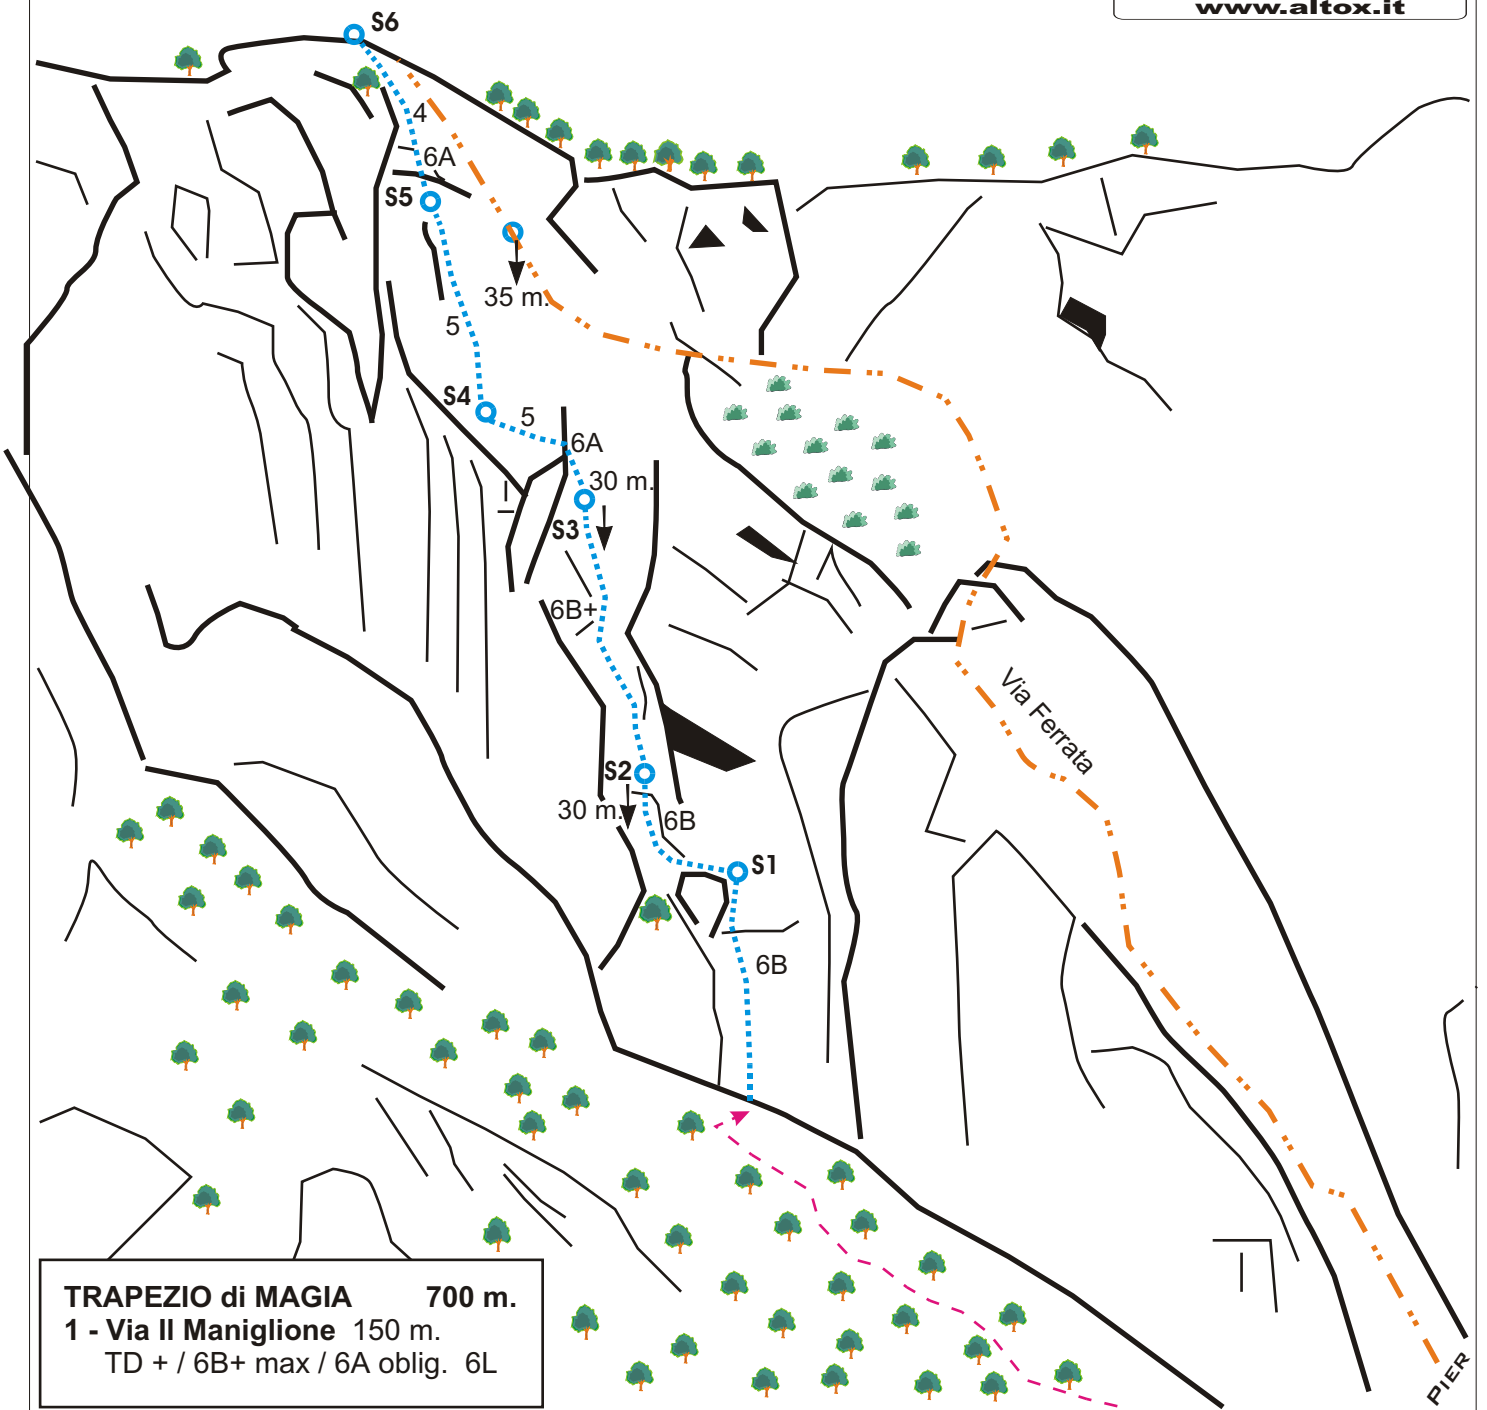 www.altox.it
S6
4
6A
S5
35 m.
5
S4
5
6A
30 m.
S3
6B+
Via Ferrata
S2
30 m.
6B
S1
6B
TRAPEZIO di MAGIA 700 m.
1 - Via Il Maniglione 150 m.
TD + / 6B+ max / 6A oblig. 6L
PIER